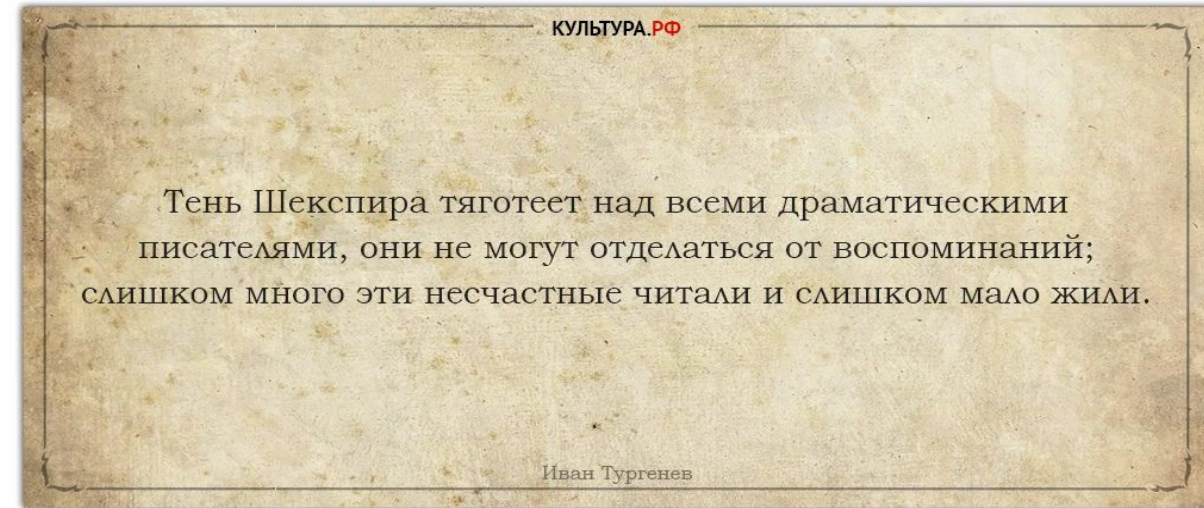 КУЛЬТУРА.РФ
Тень Шекспира тяготеет над всеми драматическими
писателями, они не могут отделаться от воспоминаний;
слишком много эти несчастные читали и слишком мало жили.
Иван Тургенев